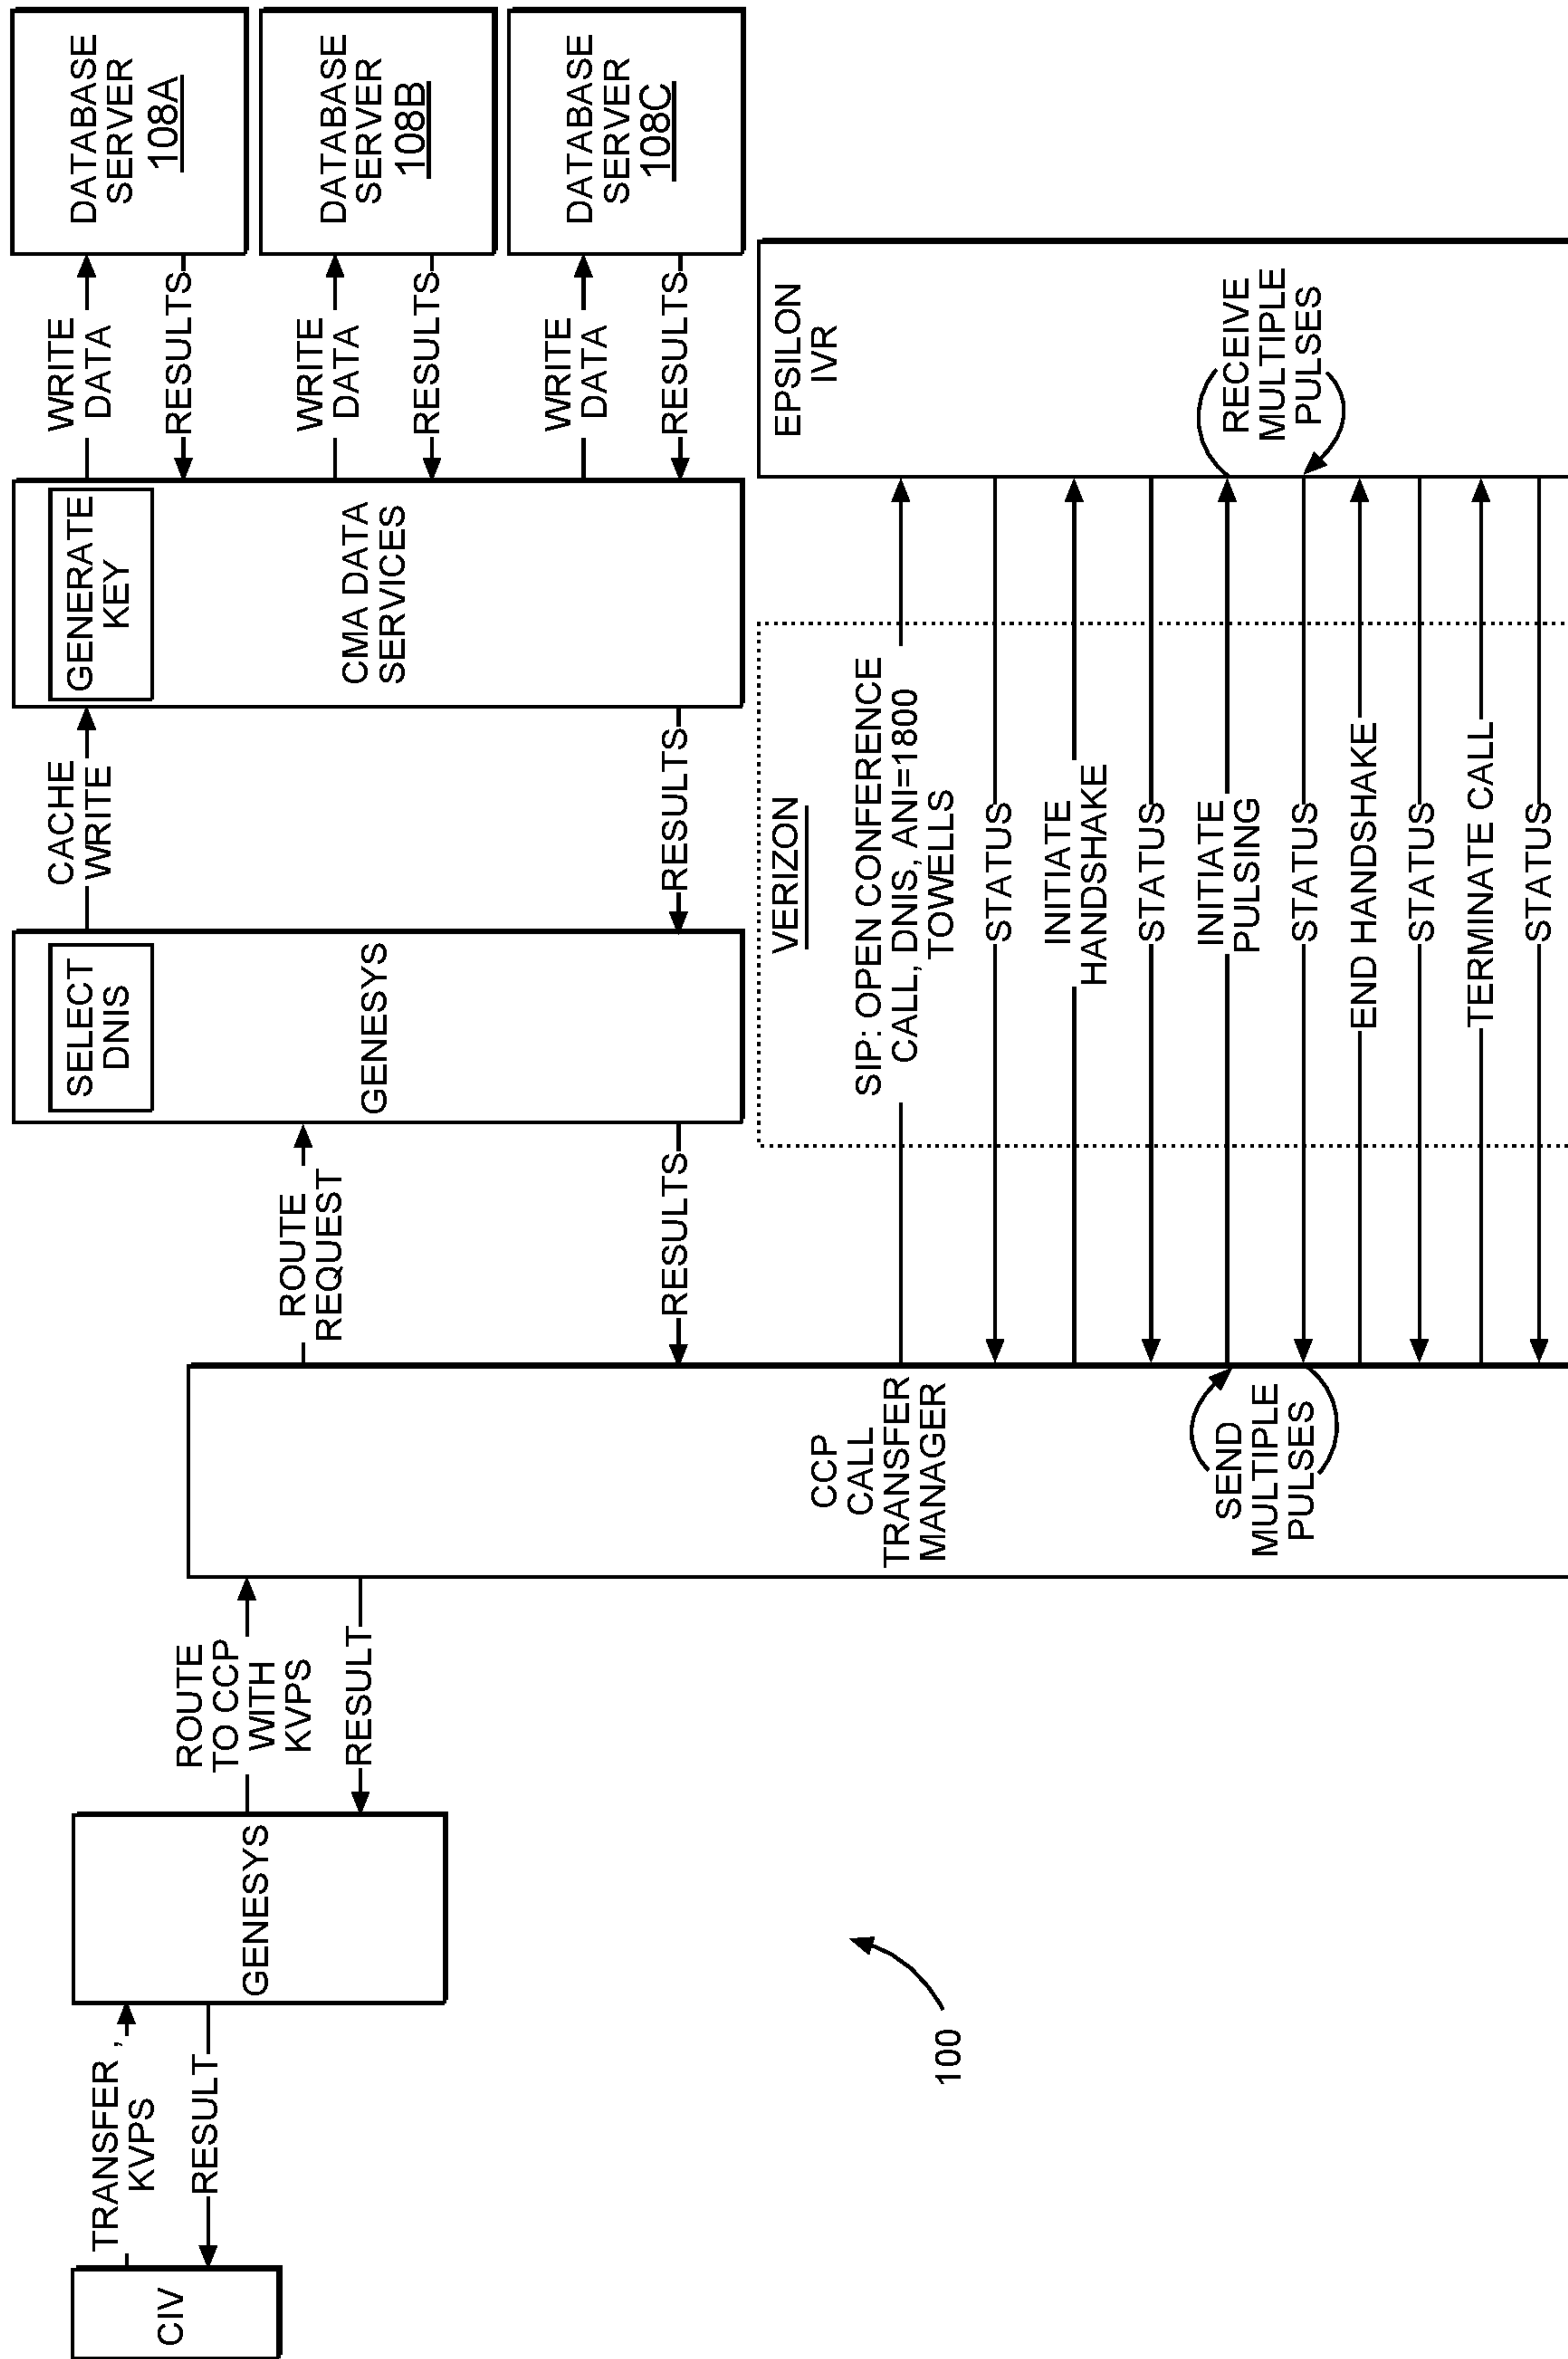 CIV
TRANSFER,
KVPS
RESULT
GENESYS
ROUTE
TO CCP
WITH
KVPS
RESULT
CCP
CALL
TRANSFER
MANAGER
SEND
MULTIPLE
PULSES
ROUTE
REQUEST
RESULTS
SELECT
DNIS
GENESYS
CACHE
WRITE
RESULTS
GENERATE
KEY
CMA DATA
SERVICES
WRITE
DATA
RESULTS
WRITE
DATA
RESULTS
WRITE
DATA
RESULTS
DATABASE
SERVER
108A
DATABASE
SERVER
108B
DATABASE
SERVER
108C
VERIZON
SIP: OPEN CONFERENCE
CALL, DNIS, ANI=1800
TOWELLS
STATUS
INITIATE
HANDSHAKE
STATUS
INITIATE
PULSING
STATUS
END HANDSHAKE
STATUS
TERMINATE CALL
STATUS
EPSILON
IVR
RECEIVE
MULTIPLE
PULSES
100